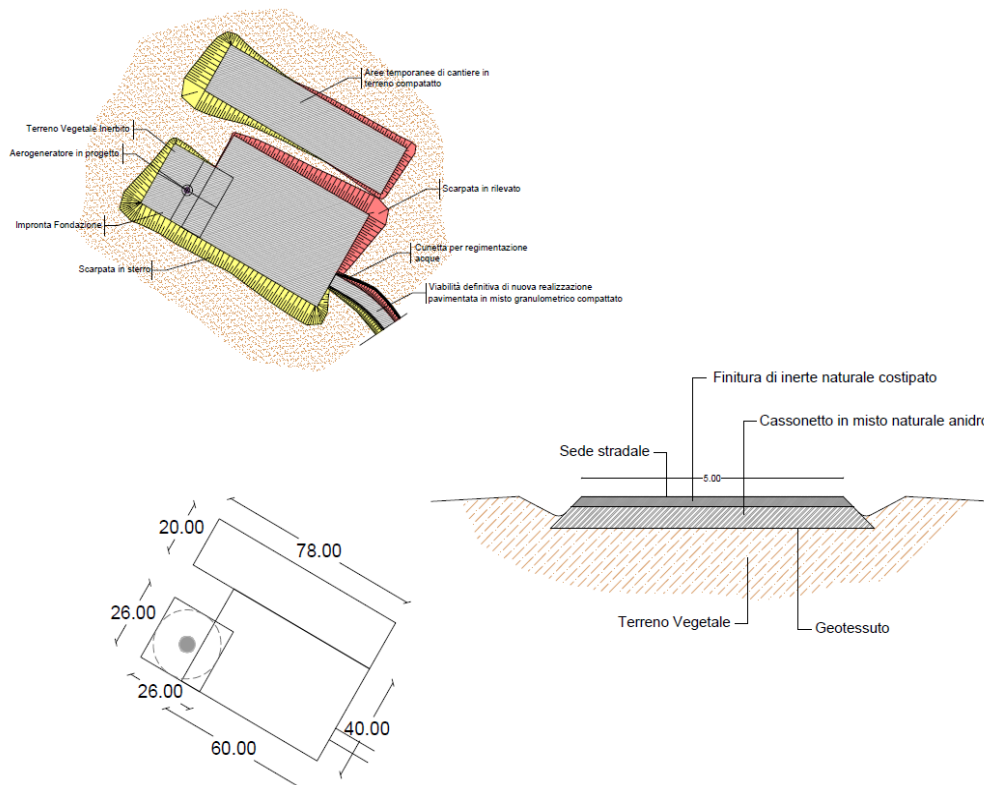 Aree temporanee di cantiere in
terreno compatatto
Terreno Vegetale Inerbito
Aerogeneratore in progetto
Scarpata in rilevato
Impronta Fondazione
Cunetta per regimentazione
acque
Scarpata in sterro
Viabilità definitiva di nuova realizzazione
pavimentata in misto granulometrico compattato
Finitura di inerte naturale costipato
Cassonetto in misto naturale anidro
Sede stradale
5.00
Terreno Vegetale
Geotessuto
20.00
78.00
26.00
26.00
40.00
60.00